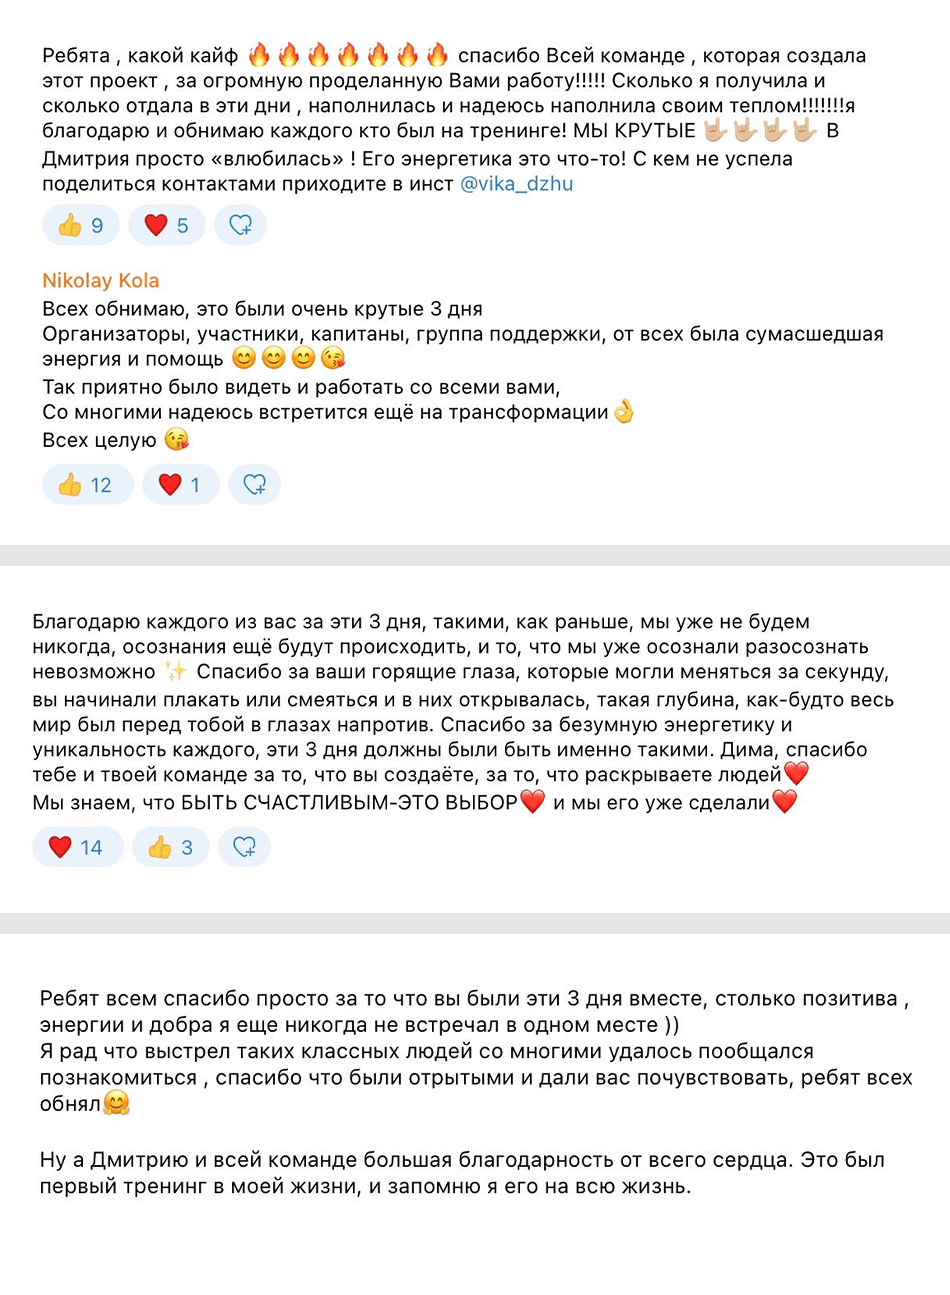 Ребята , какой кайф 🔥🔥🔥🔥🔥🔥🔥 спасибо Всей команде , которая создала
этот проект , за огромную проделанную Вами работу!!!!! Сколько я получила и
сколько отдала в эти дни , наполнилась и надеюсь наполнила своим теплом!!!!!!!я
благодарю и обнимаю каждого кто был на тренинге! МЫ КРУТЫЕ 🤟🏼🤟🏼🤟🏼🤟🏼 В
Дмитрия просто «влюбилась» ! Его энергетика это что-то! С кем не успела
поделиться контактами приходите в инст @vika_dzhu
👍 9 ❤️ 5
Nikolay Kola
Всех обнимаю, это были очень крутые 3 дня
Организаторы, участники, капитаны, группа поддержки, от всех была сумасшедшая
энергия и помощь 😊😊😊😘
Так приятно было видеть и работать со всеми вами,
Со многими надеюсь встретится ещё на трансформации👌
Всех целую 😘
👍 12 ❤️ 1
Благодарю каждого из вас за эти 3 дня, такими, как раньше, мы уже не будем
никогда, осознания ещё будут происходить, и то, что мы уже осознали разосознать
невозможно ✨ Спасибо за ваши горящие глаза, которые могли меняться за секунду,
вы начинали плакать или смеяться и в них открывалась, такая глубина, как-будто весь
мир был перед тобой в глазах напротив. Спасибо за безумную энергетику и
уникальность каждого, эти 3 дня должны были быть именно такими. Дима, спасибо
тебе и твоей команде за то, что вы создаёте, за то, что раскрываете людей❤️
Мы знаем, что БЫТЬ СЧАСТЛИВЫМ-ЭТО ВЫБОР❤️ и мы его уже сделали❤️
❤️ 14 👍 3
Ребят всем спасибо просто за то что вы были эти 3 дня вместе, столько позитива ,
энергии и добра я еще никогда не встречал в одном месте ))
Я рад что выстрел таких классных людей со многими удалось пообщался
познакомиться , спасибо что были отрытыми и дали вас почувствовать, ребят всех
обнял🤗
Ну а Дмитрию и всей команде большая благодарность от всего сердца. Это был
первый тренинг в моей жизни, и запомню я его на всю жизнь.